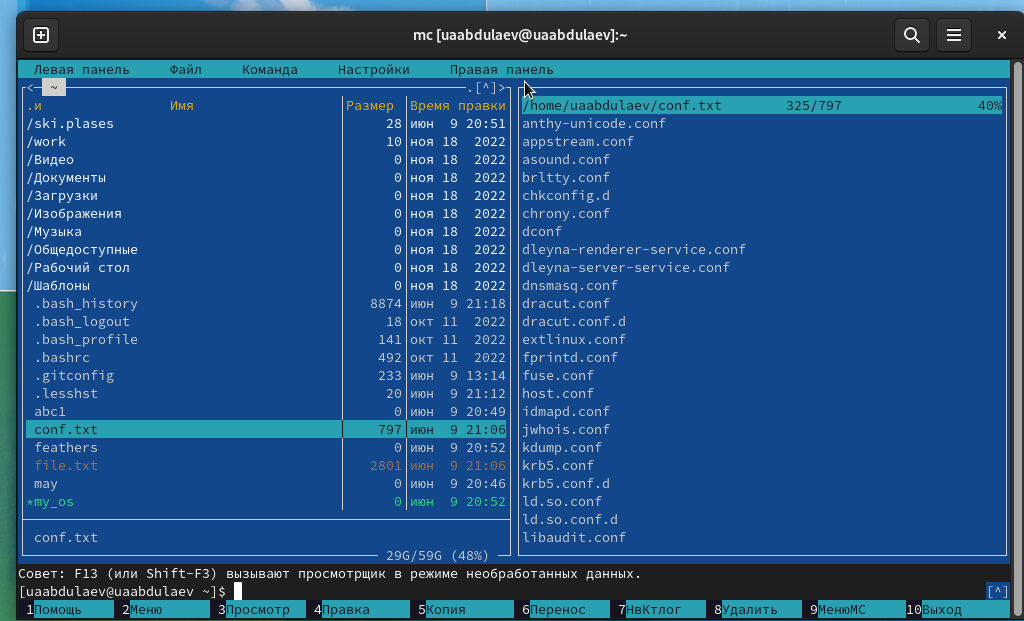 mc [uaabdulaev@uaabdulaev]:~
Левая панель Файл Команда Настройки Правая панель
<─ ~ ─.[^]>
.и Имя Размер Время правки
/ski.plases 28 июн 9 20:51
/work 10 ноя 18 2022
/Видео 0 ноя 18 2022
/Документы 0 ноя 18 2022
/Загрузки 0 ноя 18 2022
/Изображения 0 ноя 18 2022
/Музыка 0 ноя 18 2022
/Общедоступные 0 ноя 18 2022
/Рабочий стол 0 ноя 18 2022
/Шаблоны 0 ноя 18 2022
.bash_history 8874 июн 9 21:18
.bash_logout 18 окт 11 2022
.bash_profile 141 окт 11 2022
.bashrc 492 окт 11 2022
.gitconfig 233 июн 9 13:14
.lesshst 20 июн 9 21:12
abc1 0 июн 9 20:49
conf.txt 797 июн 9 21:06
feathers 0 июн 9 20:52
file.txt 2801 июн 9 21:06
may 0 июн 9 20:46
*my_os 0 июн 9 20:52
conf.txt
29G/59G (48%)
/home/uaabdulaev/conf.txt 325/797 40%
anthy-unicode.conf
appstream.conf
asound.conf
brltty.conf
chkconfig.d
chrony.conf
dconf
dleyna-renderer-service.conf
dleyna-server-service.conf
dnsmasq.conf
dracut.conf
dracut.conf.d
extlinux.conf
fprintd.conf
fuse.conf
host.conf
idmapd.conf
jwhois.conf
kdump.conf
krb5.conf
krb5.conf.d
ld.so.conf
ld.so.conf.d
libaudit.conf
Совет: F13 (или Shift-F3) вызывают просмотрщик в режиме необработанных данных.
[uaabdulaev@uaabdulaev ~]$ [^]
1Помощь 2Меню 3Просмотр 4Правка 5Копия 6Перенос 7НвКтлог 8Удалить 9МенюМС 10Выход